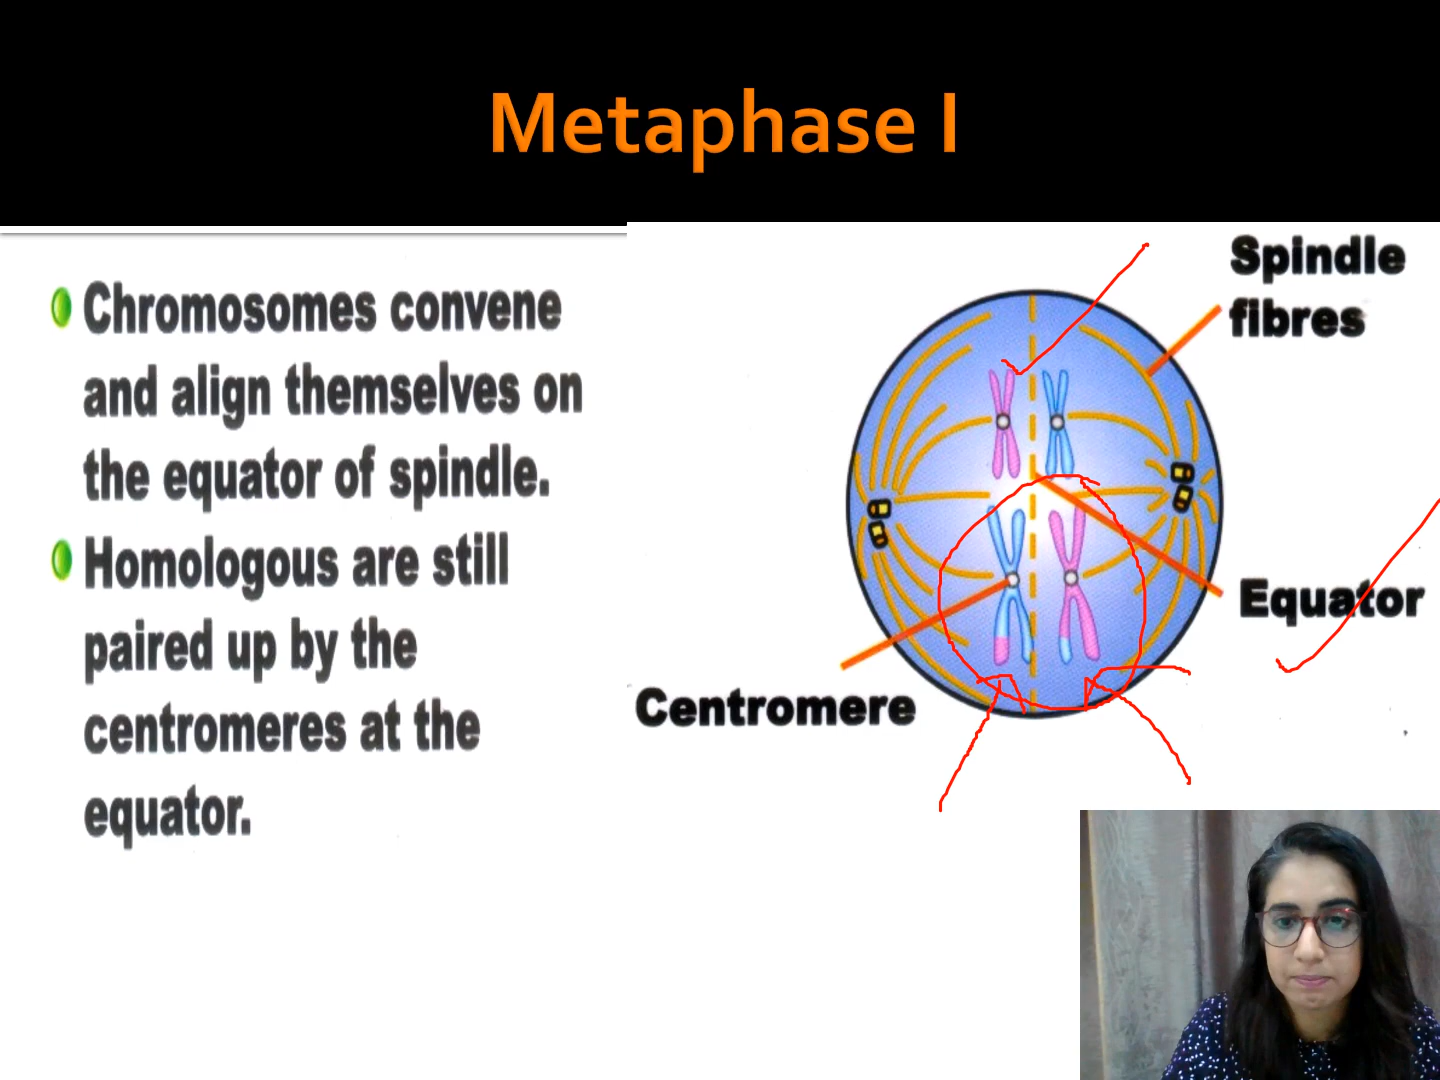 Metaphase I
Chromosomes convene
and align themselves on
the equator of spindle.
Homologous are still
paired up by the
centromeres at the
equator.
Spindle
fibres
Equator
Centromere